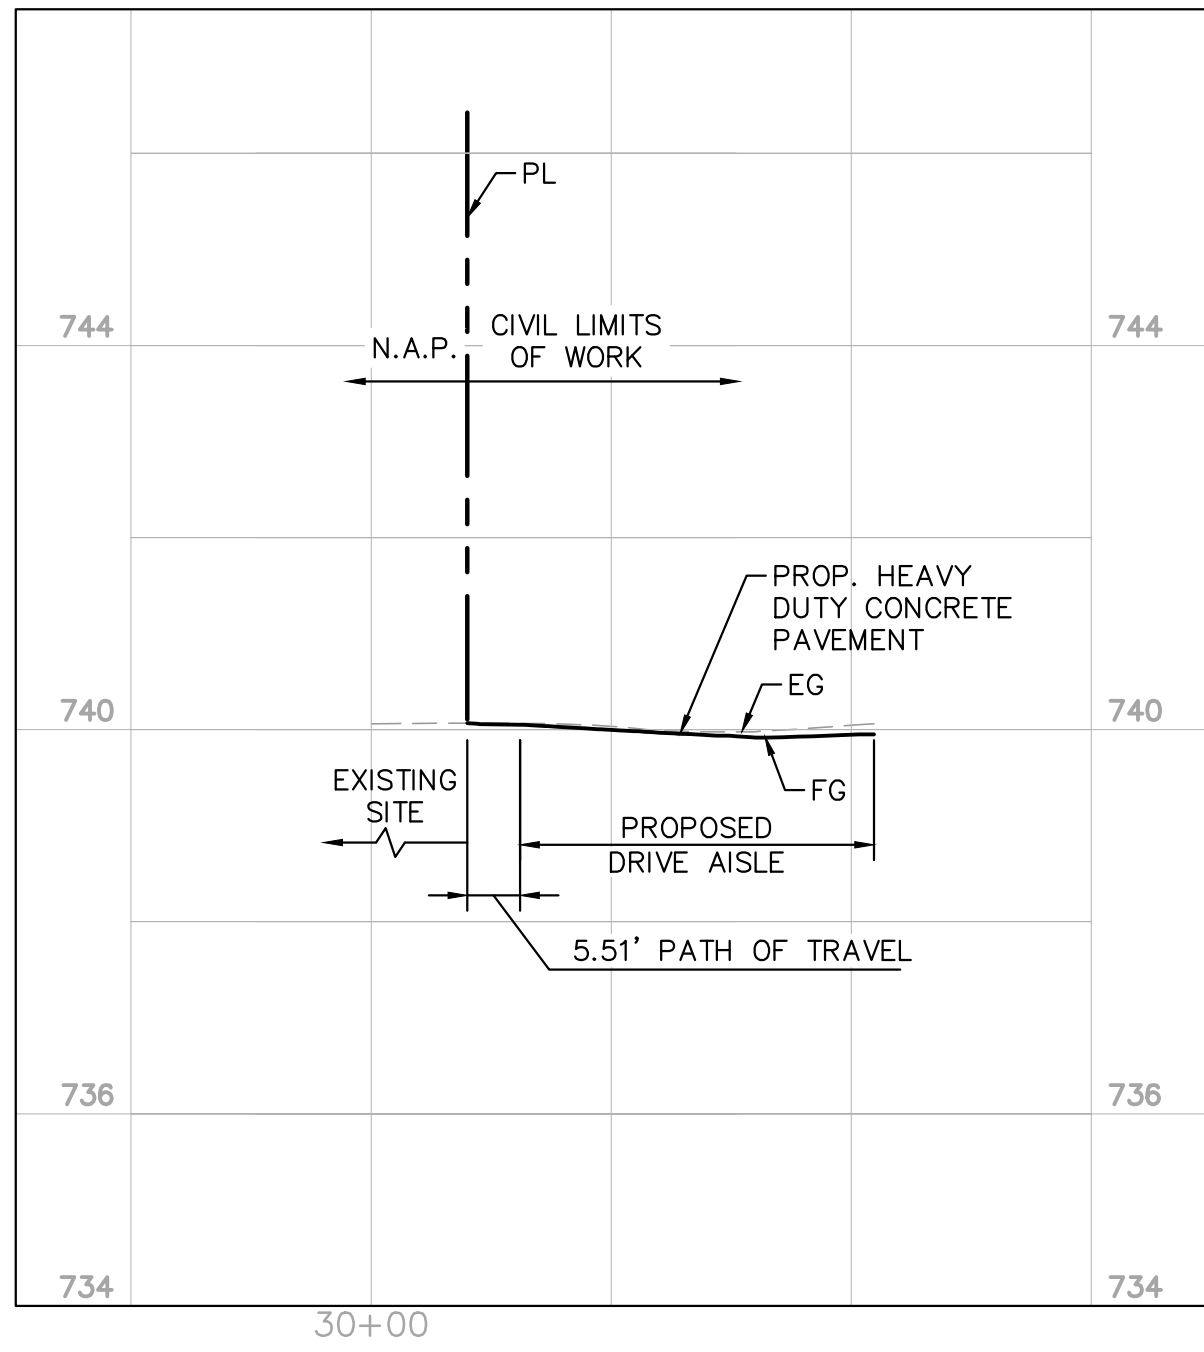 PL
744
N.A.P.
CIVIL LIMITS
OF WORK
744
PROP. HEAVY
DUTY CONCRETE
PAVEMENT
EG
740
740
EXISTING
SITE
FG
PROPOSED
DRIVE AISLE
5.51' PATH OF TRAVEL
736
736
734
734
30+00